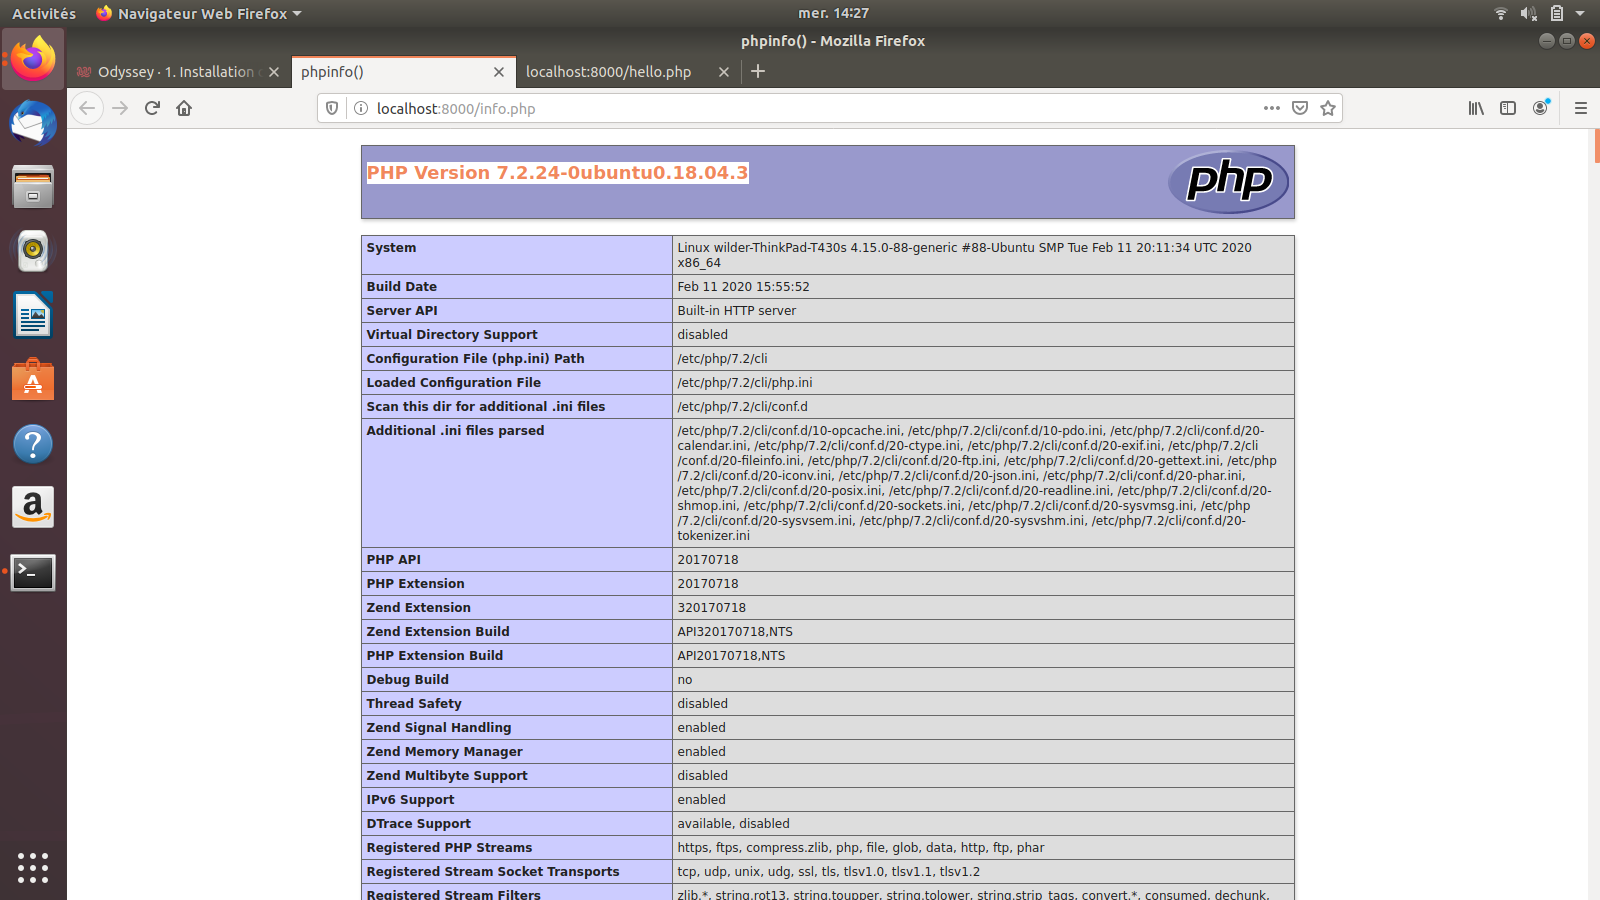 Activités
Navigateur Web Firefox
mer. 14:27
phpinfo() - Mozilla Firefox
Odyssey · 1. Installation
phpinfo()
localhost:8000/hello.php
localhost:8000/info.php
PHP Version 7.2.24-0ubuntu0.18.04.3
php
System
Linux wilder-ThinkPad-T430s 4.15.0-88-generic #88-Ubuntu SMP Tue Feb 11 20:11:34 UTC 2020
x86_64
Build Date
Feb 11 2020 15:55:52
Server API
Built-in HTTP server
Virtual Directory Support
disabled
Configuration File (php.ini) Path
/etc/php/7.2/cli
Loaded Configuration File
/etc/php/7.2/cli/php.ini
Scan this dir for additional .ini files
/etc/php/7.2/cli/conf.d
Additional .ini files parsed
/etc/php/7.2/cli/conf.d/10-opcache.ini, /etc/php/7.2/cli/conf.d/10-pdo.ini, /etc/php/7.2/cli/conf.d/20-
calendar.ini, /etc/php/7.2/cli/conf.d/20-ctype.ini, /etc/php/7.2/cli/conf.d/20-exif.ini, /etc/php/7.2/cli
/conf.d/20-fileinfo.ini, /etc/php/7.2/cli/conf.d/20-ftp.ini, /etc/php/7.2/cli/conf.d/20-gettext.ini, /etc/php
/7.2/cli/conf.d/20-iconv.ini, /etc/php/7.2/cli/conf.d/20-json.ini, /etc/php/7.2/cli/conf.d/20-phar.ini,
/etc/php/7.2/cli/conf.d/20-posix.ini, /etc/php/7.2/cli/conf.d/20-readline.ini, /etc/php/7.2/cli/conf.d/20-
shmop.ini, /etc/php/7.2/cli/conf.d/20-sockets.ini, /etc/php/7.2/cli/conf.d/20-sysvmsg.ini, /etc/php
/7.2/cli/conf.d/20-sysvsem.ini, /etc/php/7.2/cli/conf.d/20-sysvshm.ini, /etc/php/7.2/cli/conf.d/20-
tokenizer.ini
PHP API
20170718
PHP Extension
20170718
Zend Extension
320170718
Zend Extension Build
API320170718,NTS
PHP Extension Build
API20170718,NTS
Debug Build
no
Thread Safety
disabled
Zend Signal Handling
enabled
Zend Memory Manager
enabled
Zend Multibyte Support
disabled
IPv6 Support
enabled
DTrace Support
available, disabled
Registered PHP Streams
https, ftps, compress.zlib, php, file, glob, data, http, ftp, phar
Registered Stream Socket Transports
tcp, udp, unix, udg, ssl, tls, tlsv1.0, tlsv1.1, tlsv1.2
Registered Stream Filters
zlib.*, string.rot13, string.toupper, string.tolower, string.strip_tags, convert.*, consumed, dechunk,